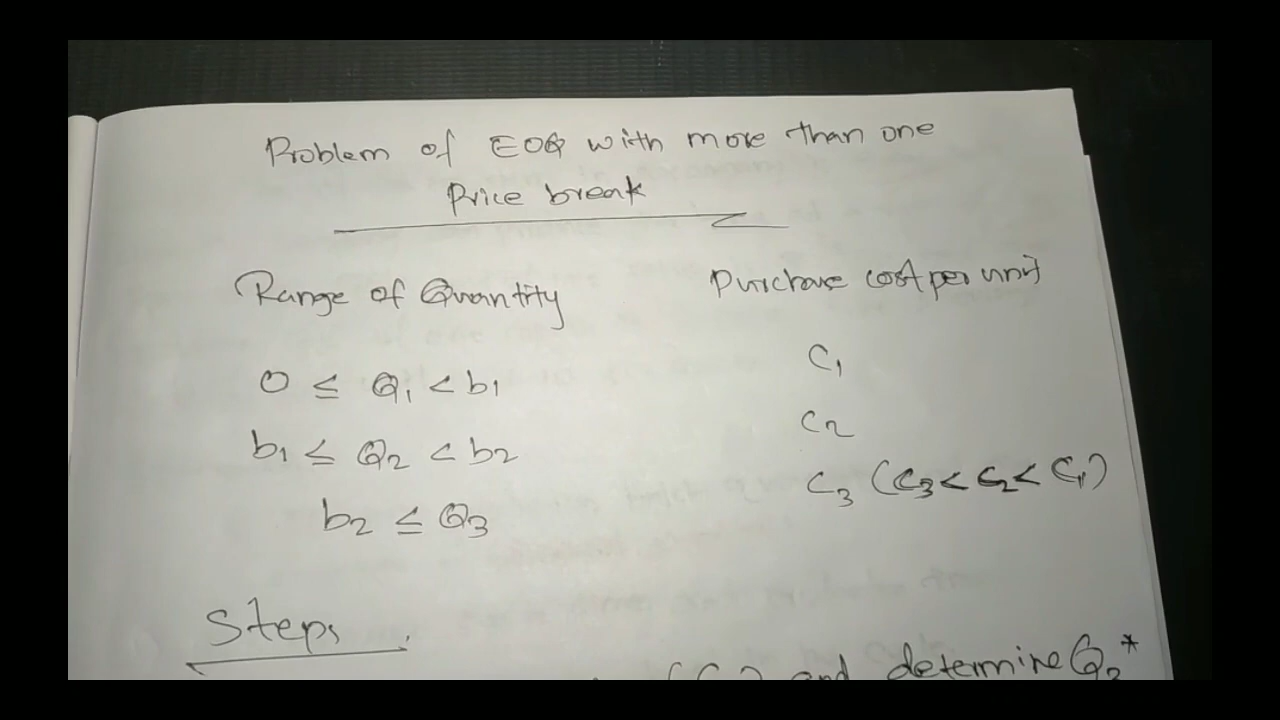 Problem of EOQ with more than one
Price break
Range of Quantity Purchase cost per unit
0 ≤ Q₁ < b₁ C₁
b₁ ≤ Q₂ < b₂ C₂
b₂ ≤ Q₃ C₃ (C₃ < C₂ < C₁)
Steps
and determine Q₃*